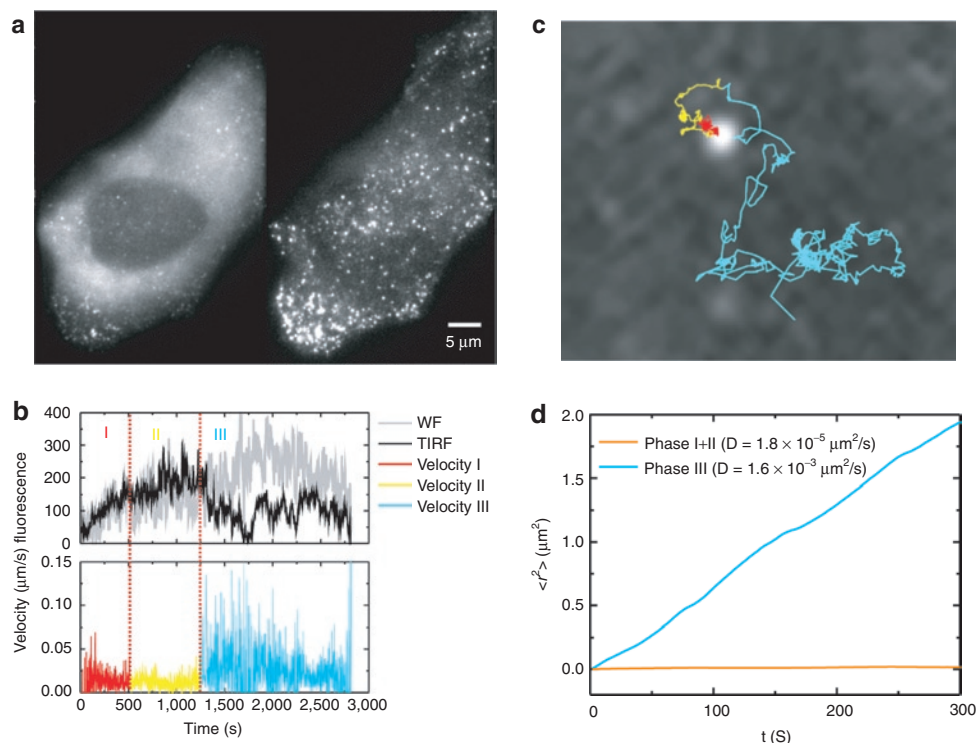 a
5 μm
b
Velocity (μm/s) fluorescence
400
300
200
100
0
I
II
III
WF
TIRF
Velocity I
Velocity II
Velocity III
0.15
0.10
0.05
0.00
0
500
1,000
1,500
2,000
2,500
3,000
Time (s)
c
d
<r²> (μm²)
2.0
1.5
1.0
0.5
0.0
Phase I+II (D = 1.8 × 10⁻⁵ μm²/s)
Phase III (D = 1.6 × 10⁻³ μm²/s)
0
100
200
300
t (S)